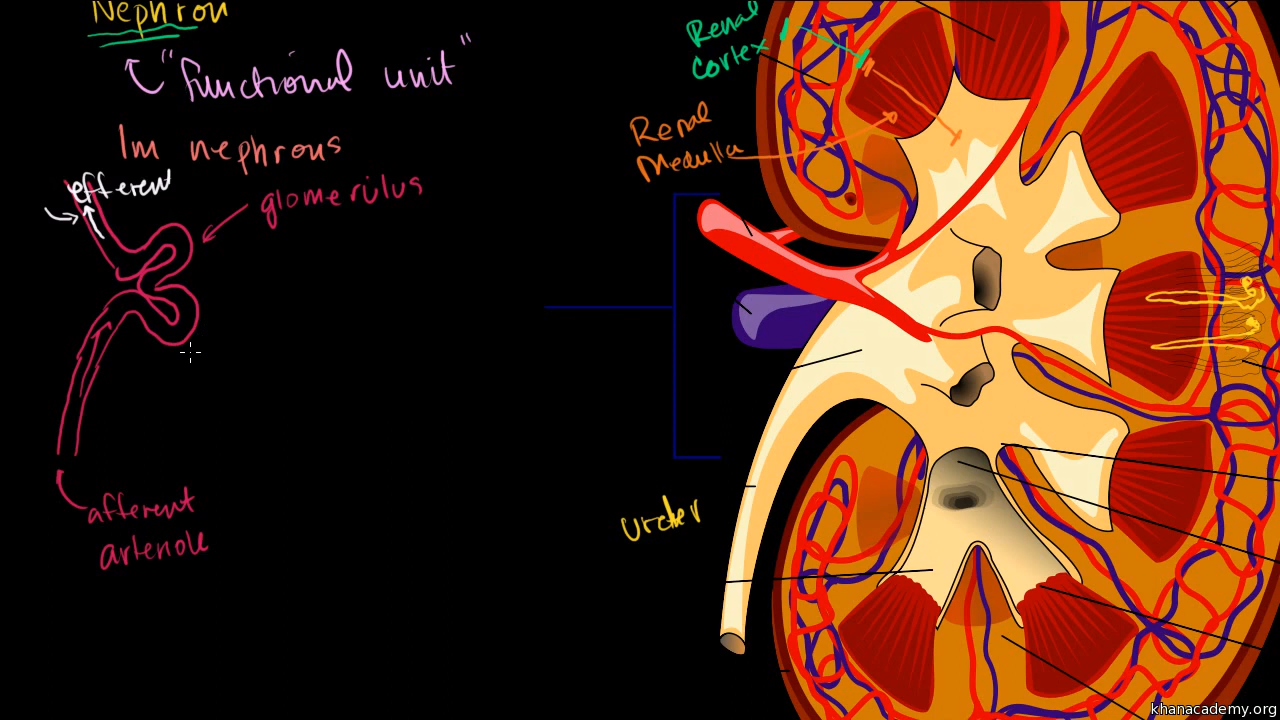 Nephron
"functional unit"
1m nephrons
efferent
glomerulus
afferent
arteriole
Renal
Cortex
Renal
Medulla
Ureter
khanacademy.org